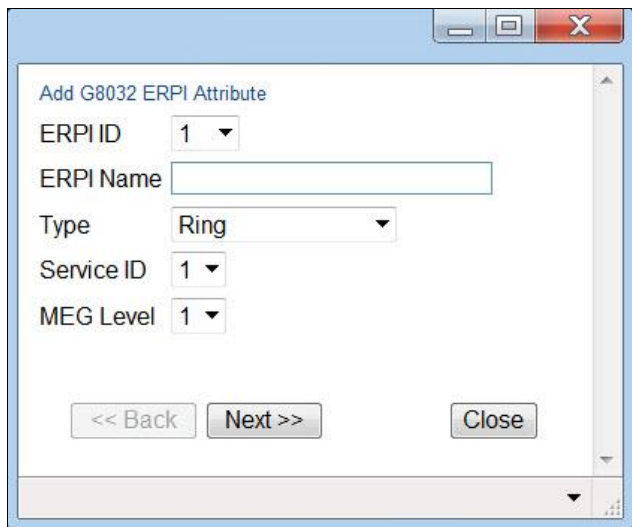 Add G8032 ERPI Attribute
ERPI ID 1
ERPI Name
Type Ring
Service ID 1
MEG Level 1
<< Back Next >> Close